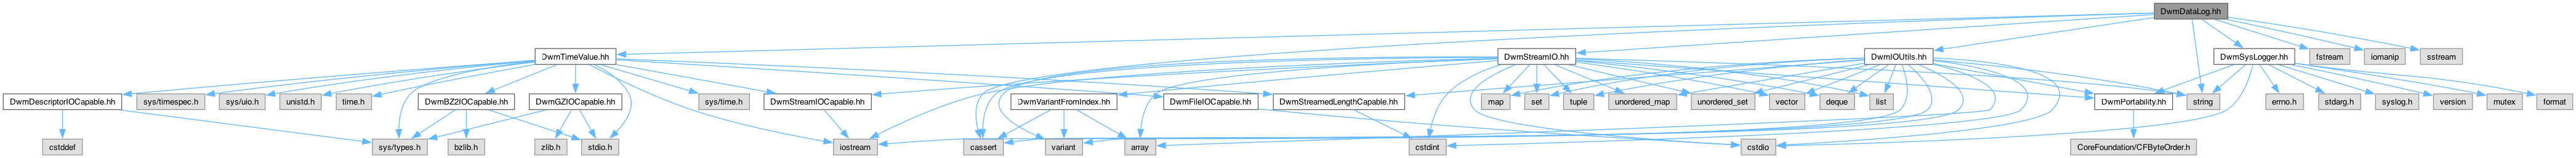 DwmDataLog.hh
DwmTimeValue.hh
DwmStreamIO.hh
DwmIOUtils.hh
DwmSysLogger.hh
fstream
iomanip
sstream
DwmDescriptorIOCapable.hh
sys/timespec.h
sys/uio.h
unistd.h
time.h
DwmBZ2IOCapable.hh
DwmGZIOCapable.hh
sys/time.h
DwmStreamIOCapable.hh
DwmVariantFromIndex.hh
DwmFileIOCapable.hh
DwmStreamedLengthCapable.hh
map
set
tuple
unordered_map
unordered_set
vector
deque
list
DwmPortability.hh
string
errno.h
stdarg.h
syslog.h
version
mutex
format
cstddef
sys/types.h
bzlib.h
zlib.h
stdio.h
iostream
cassert
variant
array
cstdint
cstdio
CoreFoundation/CFByteOrder.h